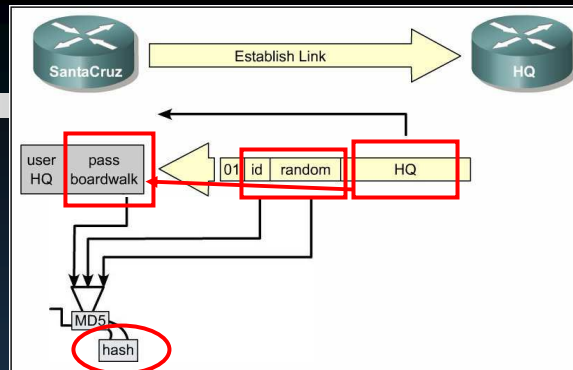 Establish Link
SantaCruz
HQ
user
HQ
pass
boardwalk
01 id random HQ
MD5
hash